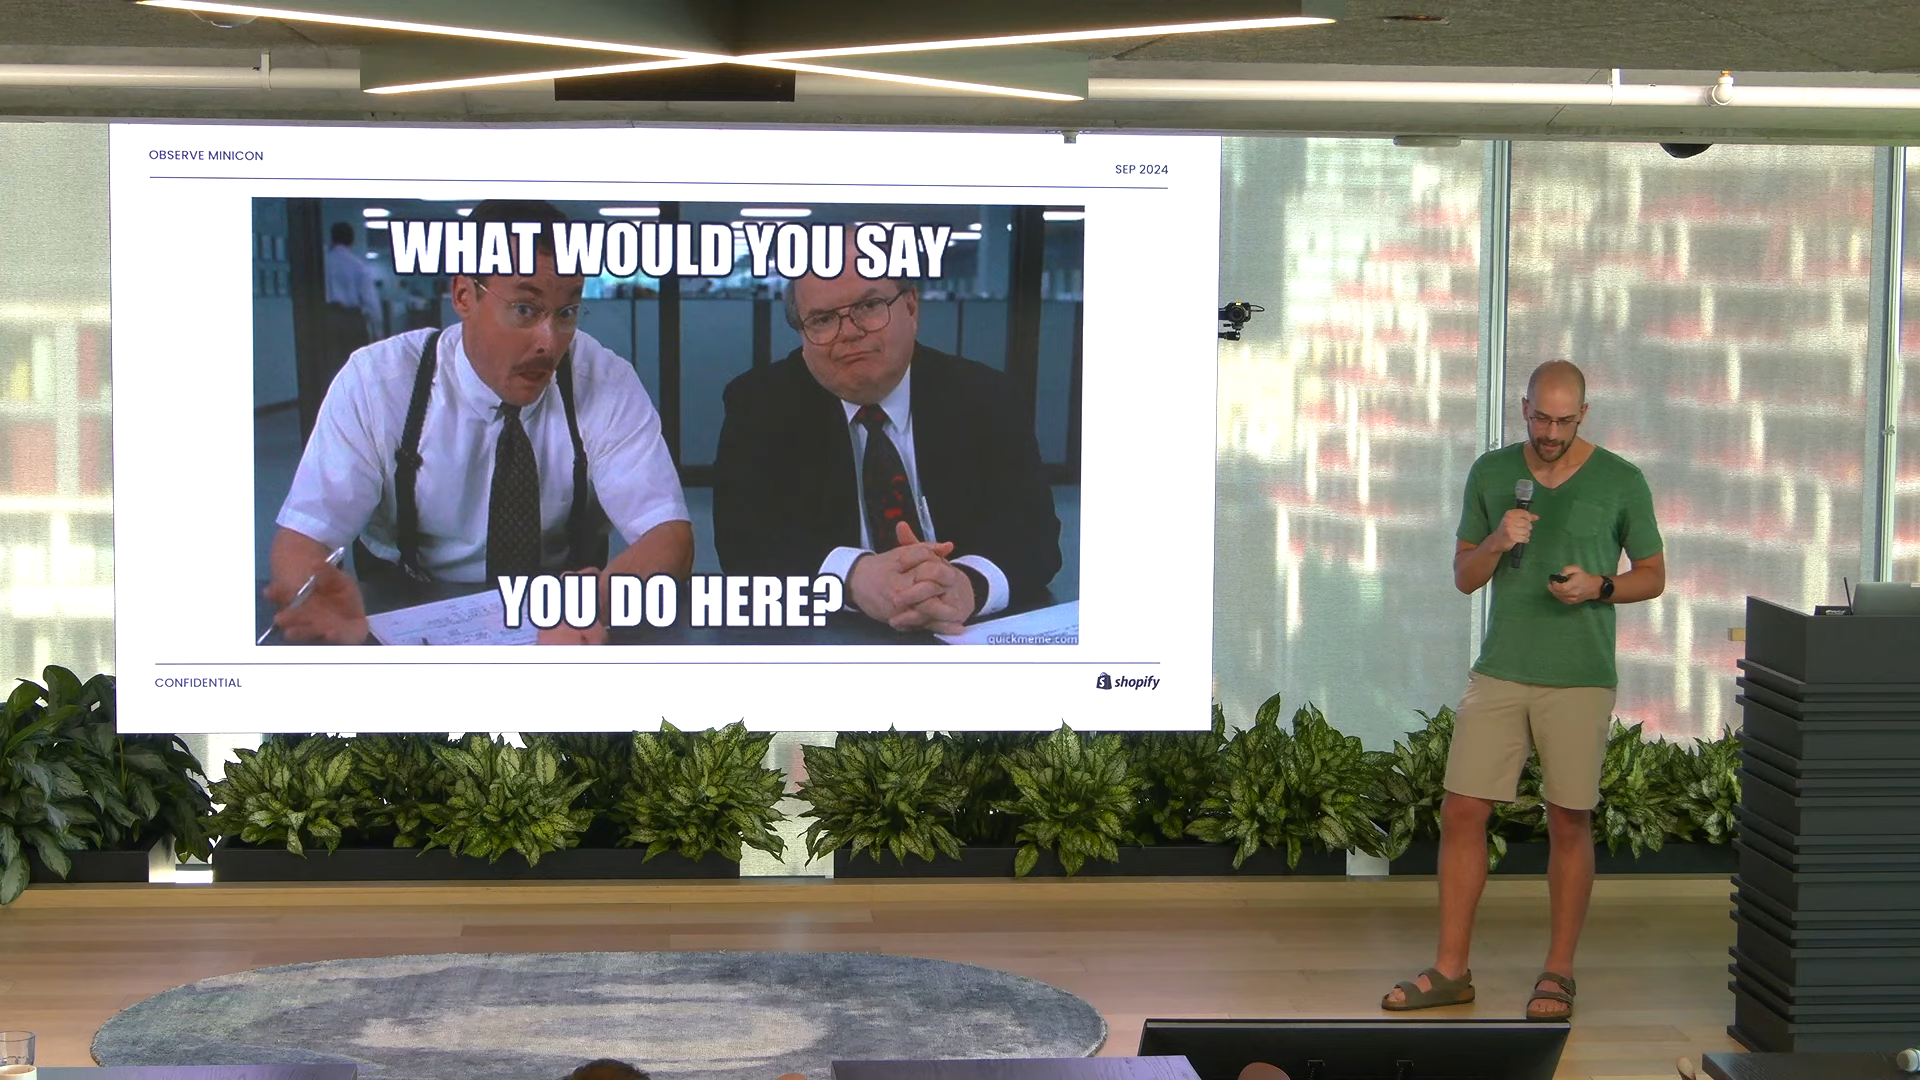 OBSERVE MINICON
SEP 2024
WHAT WOULD YOU SAY
YOU DO HERE?
quickmeme.com
CONFIDENTIAL
shopify